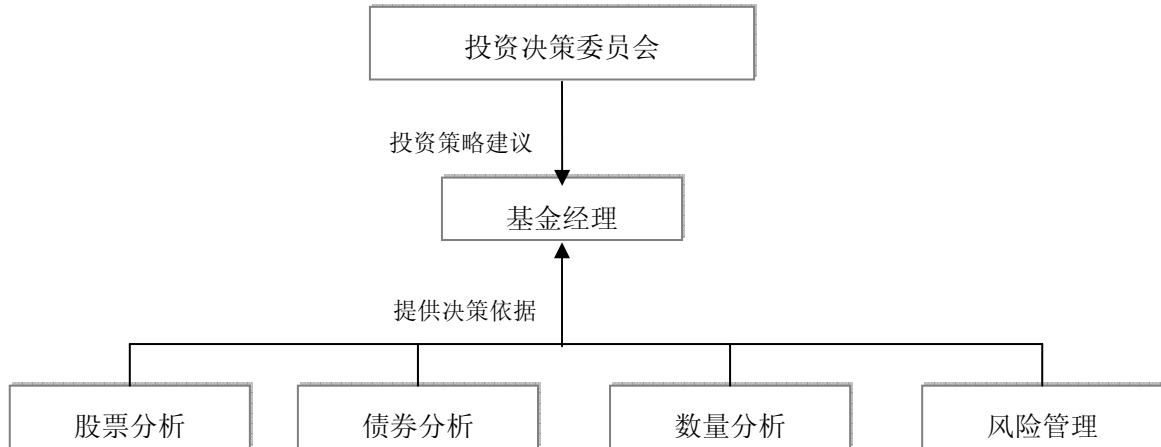 投资决策委员会
投资策略建议
基金经理
提供决策依据
股票分析
债券分析
数量分析
风险管理